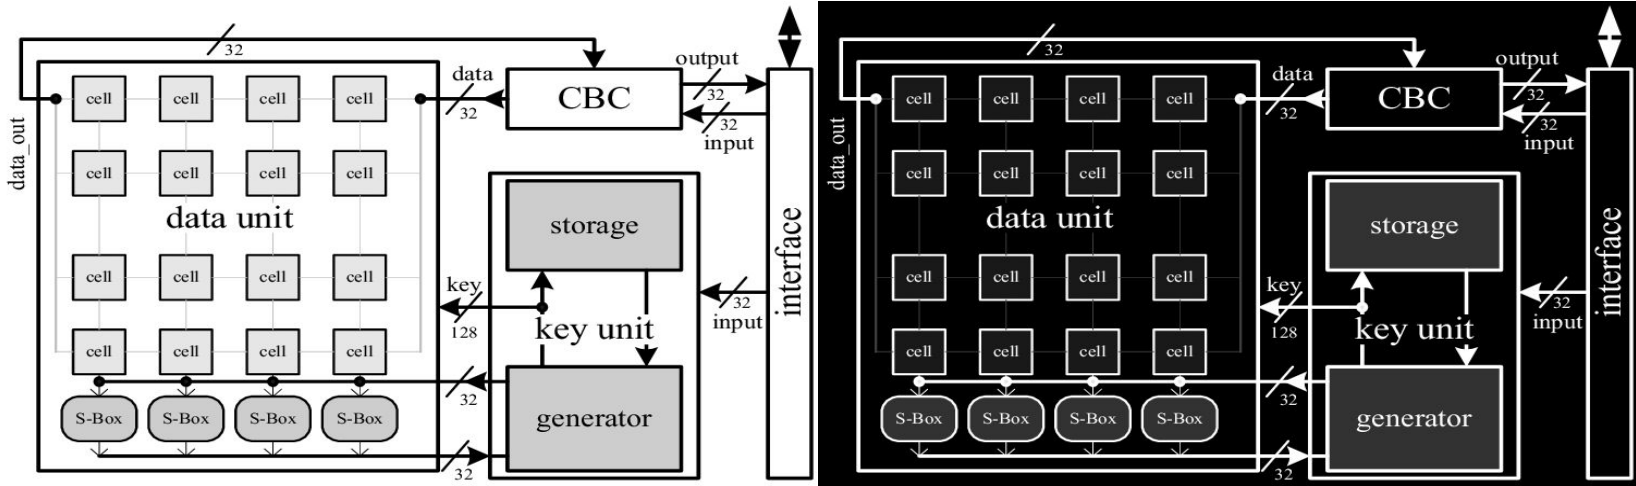 32
data
output
cell cell cell cell
CBC
32
32
32
input
data_out
cell cell cell cell
data unit
storage
interface
cell cell cell cell
key
128
32
input
key unit
cell cell cell cell
32
S-Box S-Box S-Box S-Box
generator
32
32
data
output
cell cell cell cell
CBC
32
32
32
input
data_out
cell cell cell cell
data unit
storage
interface
cell cell cell cell
key
128
32
input
key unit
cell cell cell cell
32
S-Box S-Box S-Box S-Box
generator
32